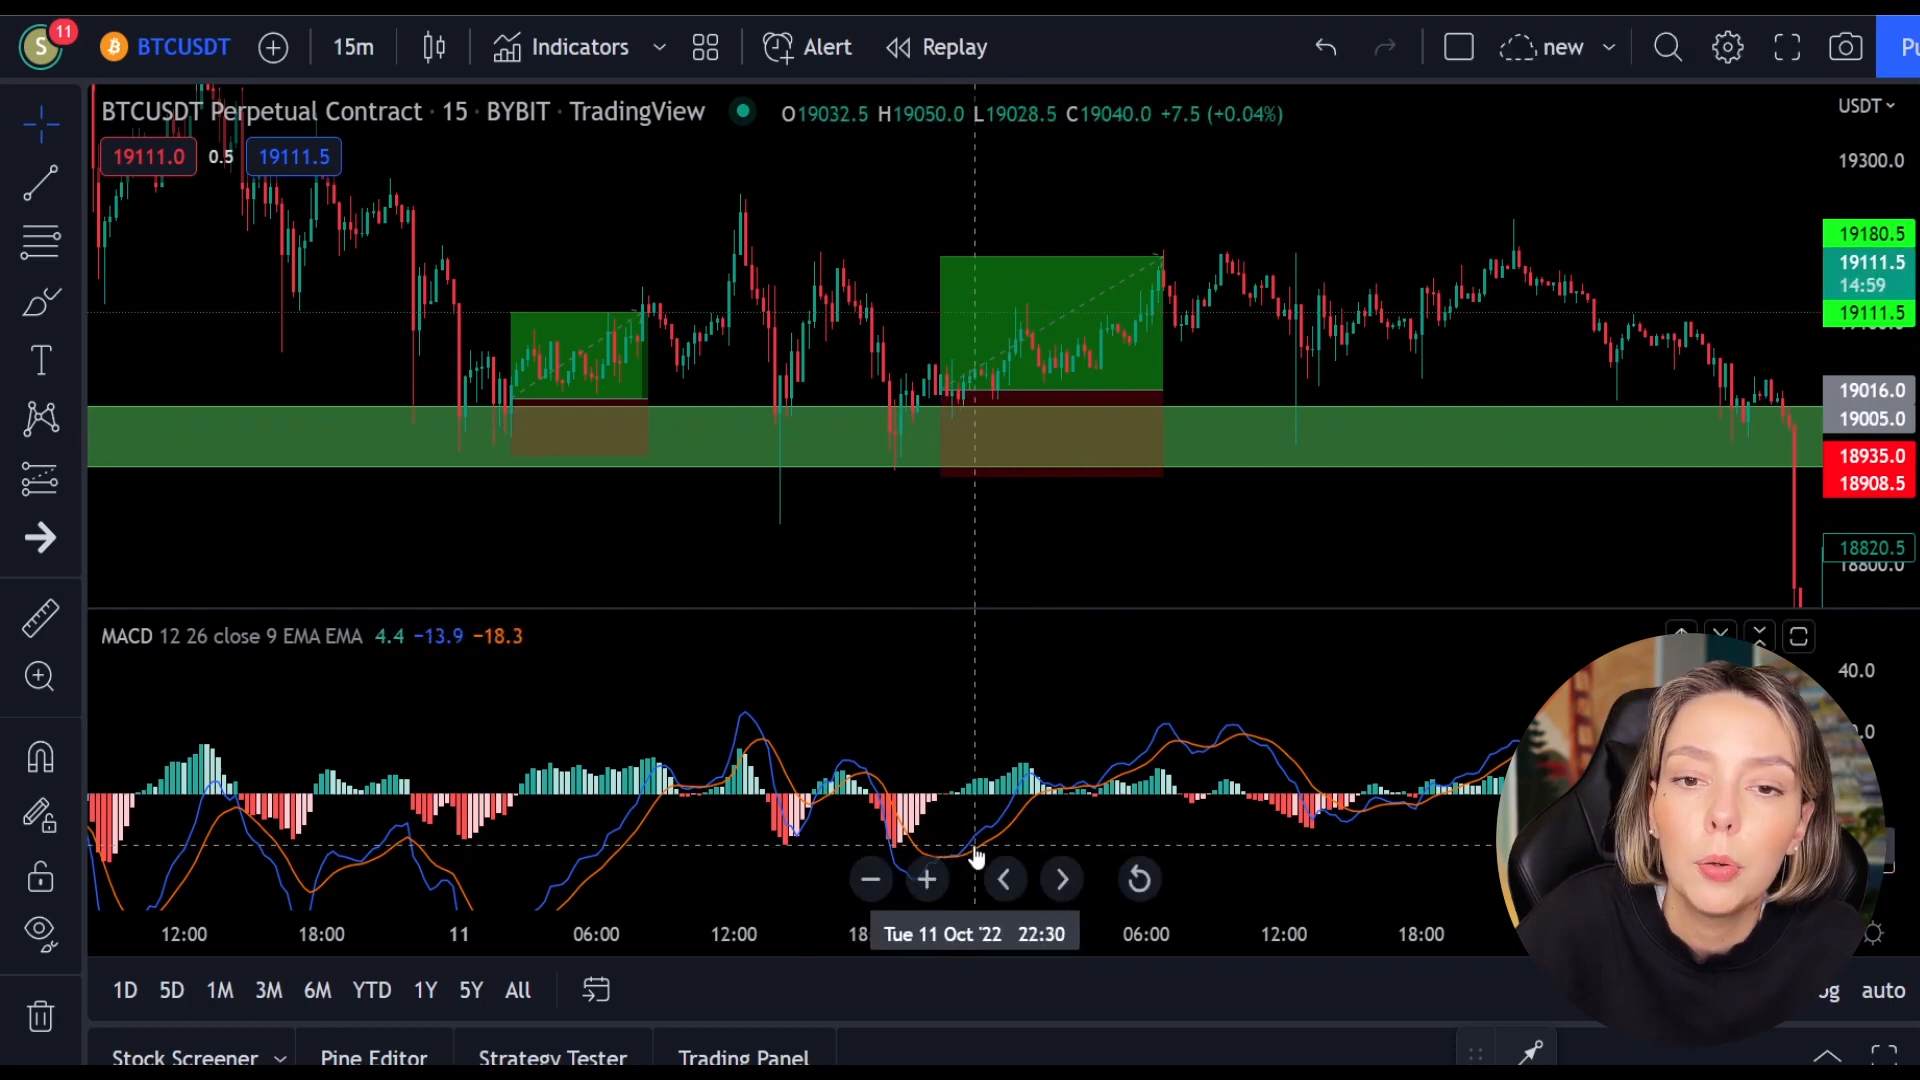 S 11 BTCUSDT 15m Indicators Alert Replay new Pu
BTCUSDT Perpetual Contract · 15 · BYBIT · TradingView O19032.5 H19050.0 L19028.5 C19040.0 +7.5 (+0.04%)
USDT
19111.0 0.5 19111.5
19300.0
19180.5
19111.5
14:59
19111.5
19016.0
19005.0
18935.0
18908.5
18820.5
18800.0
MACD 12 26 close 9 EMA EMA 4.4 −13.9 −18.3
40.0
12:00 18:00 11 06:00 12:00 18: Tue 11 Oct '22 22:30 06:00 12:00 18:00
1D 5D 1M 3M 6M YTD 1Y 5Y All auto
Stock Screener Pine Editor Strategy Tester Trading Panel